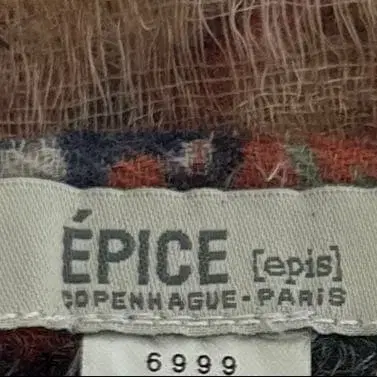 ÉPICE [epis]
COPENHAGUE-PARiS
6999